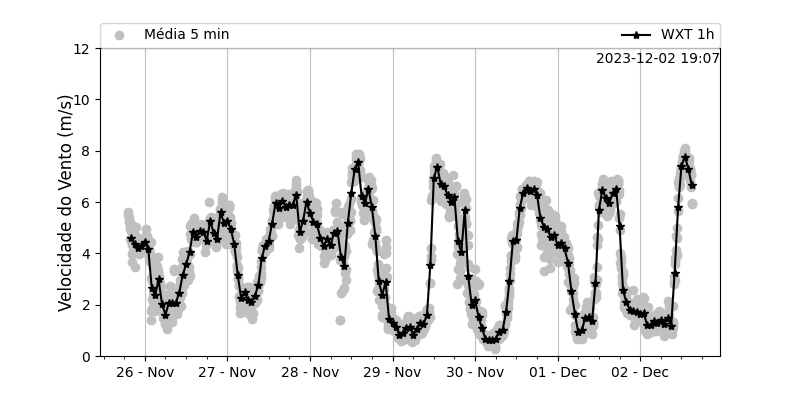 Média 5 min
WXT 1h
2023-12-02 19:07
Velocidade do Vento (m/s)
12
10
8
6
4
2
0
26 - Nov
27 - Nov
28 - Nov
29 - Nov
30 - Nov
01 - Dec
02 - Dec